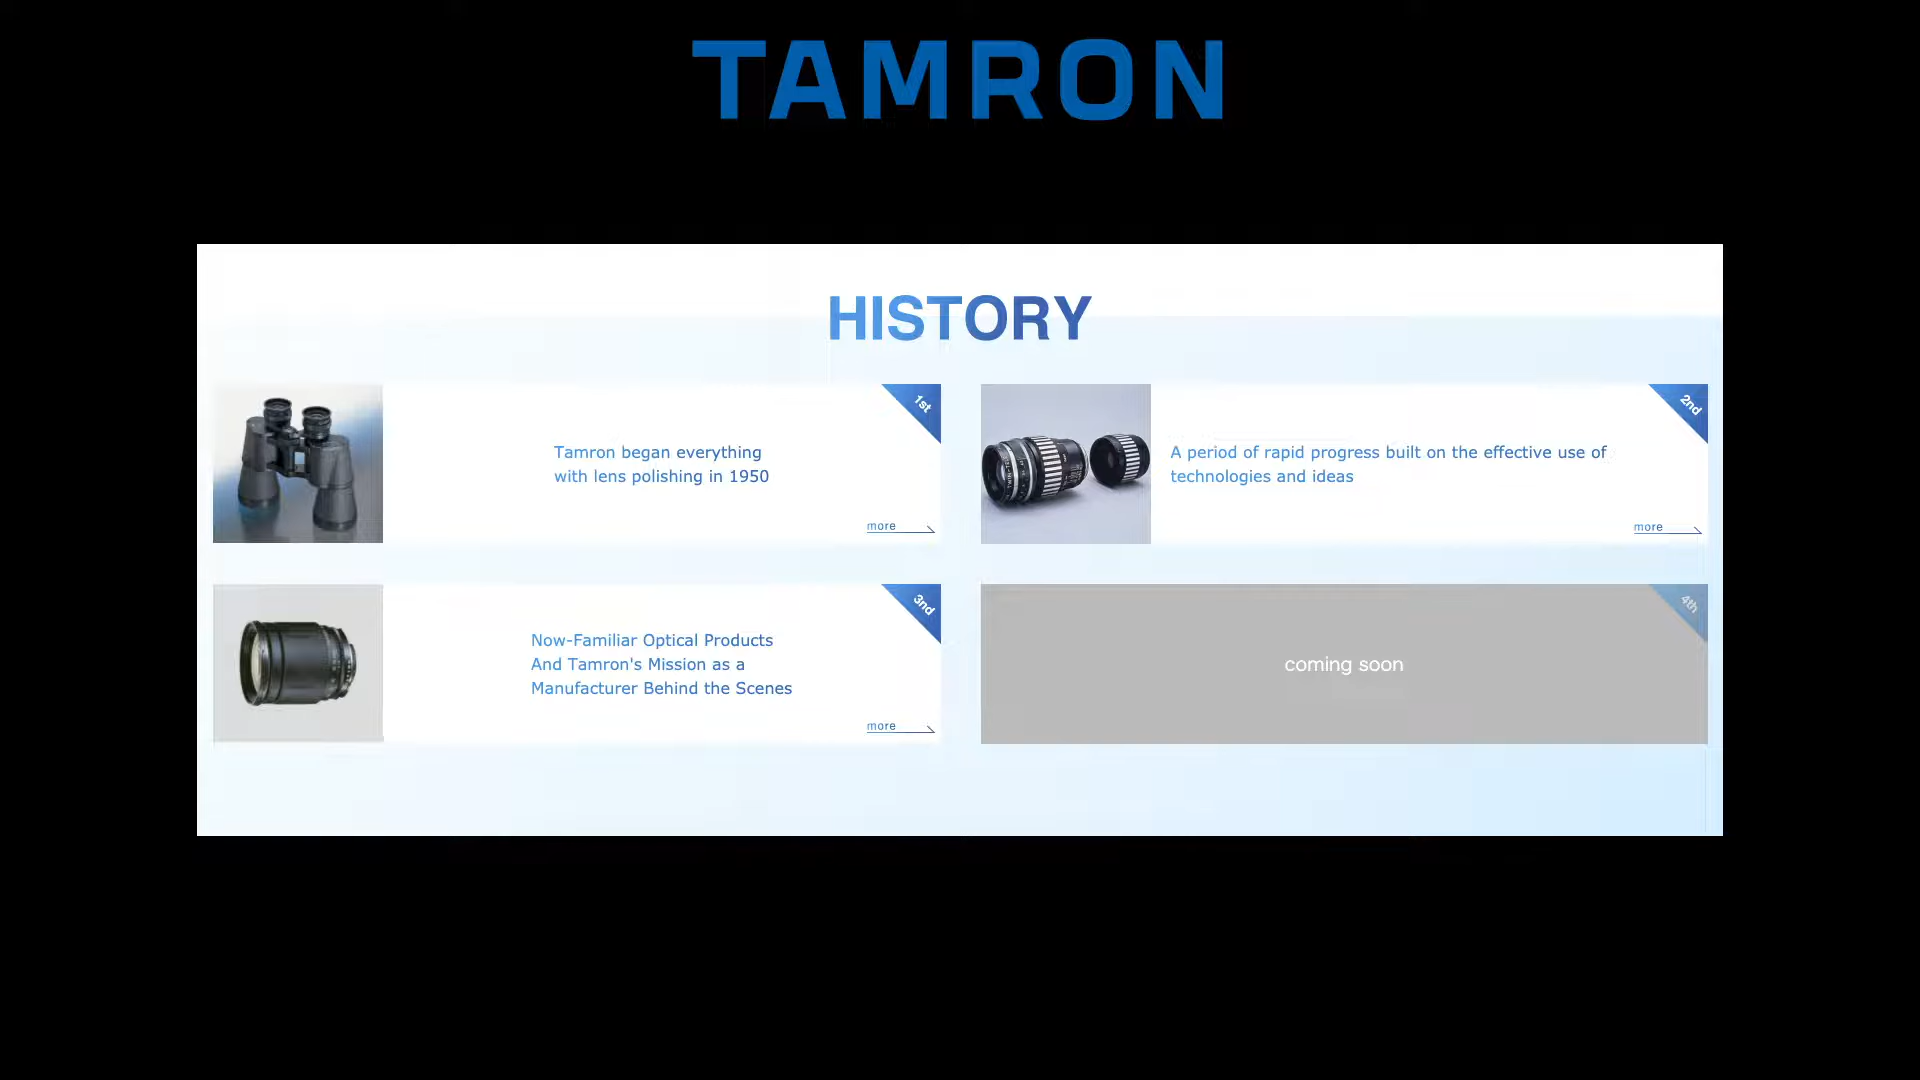 TAMRON
HISTORY
1st
Tamron began everything
with lens polishing in 1950
more
2nd
A period of rapid progress built on the effective use of
technologies and ideas
more
3nd
Now-Familiar Optical Products
And Tamron's Mission as a
Manufacturer Behind the Scenes
more
4th
coming soon